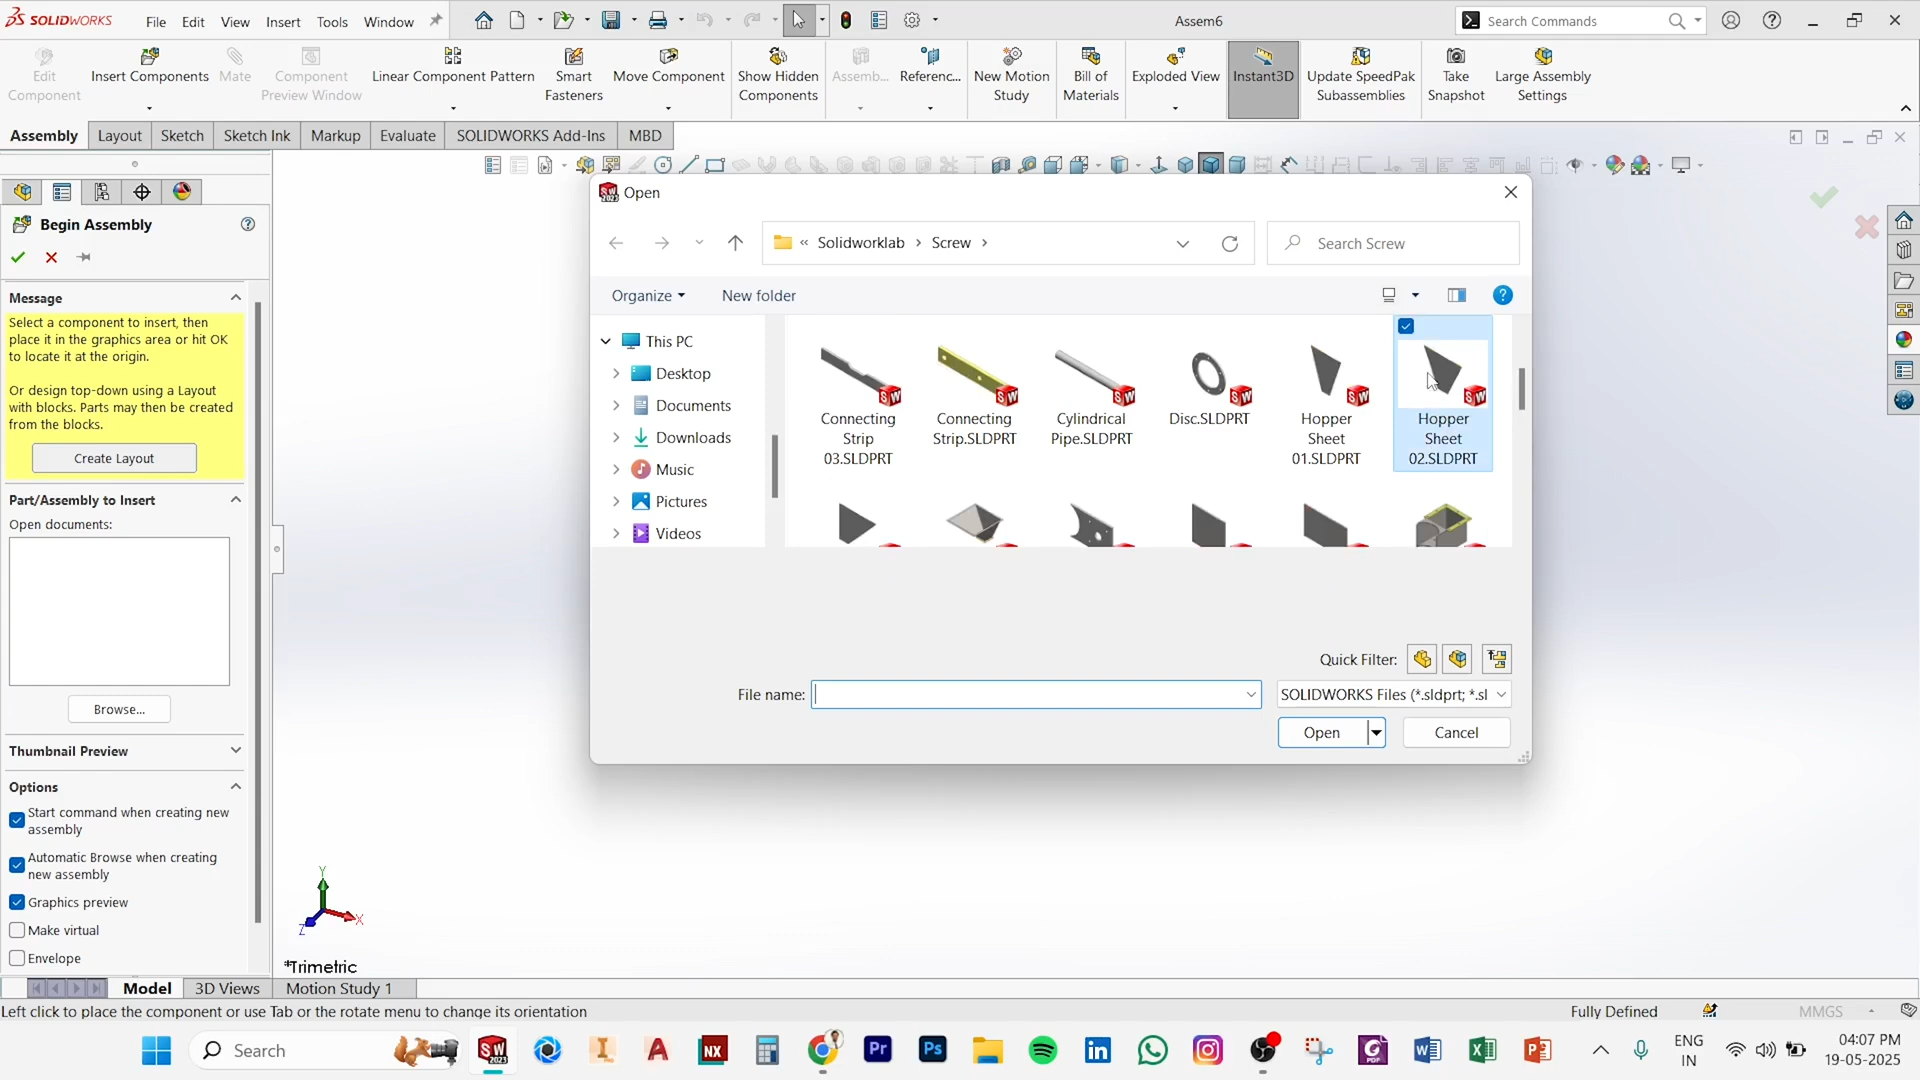 SOLIDWORKS
File Edit View Insert Tools Window
Assem6
Search Commands
Edit Component
Insert Components
Mate
Component Preview Window
Linear Component Pattern
Smart Fasteners
Move Component
Show Hidden Components
Assemb...
Referenc...
New Motion Study
Bill of Materials
Exploded View
Instant3D
Update SpeedPak Subassemblies
Take Snapshot
Large Assembly Settings
Assembly Layout Sketch Sketch Ink Markup Evaluate SOLIDWORKS Add-Ins MBD
Begin Assembly
Message
Select a component to insert, then
place it in the graphics area or hit OK
to locate it at the origin.
Or design top-down using a Layout
with blocks. Parts may then be created
from the blocks.
Create Layout
Part/Assembly to Insert
Open documents:
Browse...
Thumbnail Preview
Options
Start command when creating new
assembly
Automatic Browse when creating
new assembly
Graphics preview
Make virtual
Envelope
Open
« Solidworklab > Screw >
Search Screw
Organize
New folder
This PC
Desktop
Documents
Downloads
Music
Pictures
Videos
Connecting
Strip
03.SLDPRT
Connecting
Strip.SLDPRT
Cylindrical
Pipe.SLDPRT
Disc.SLDPRT
Hopper
Sheet
01.SLDPRT
Hopper
Sheet
02.SLDPRT
Quick Filter:
File name:
SOLIDWORKS Files (*.sldprt; *.sl
Open
Cancel
Y
X
Z
*Trimetric
Model 3D Views Motion Study 1
Left click to place the component or use Tab or the rotate menu to change its orientation
Fully Defined
MMGS
Search
ENG
IN
04:07 PM
19-05-2025